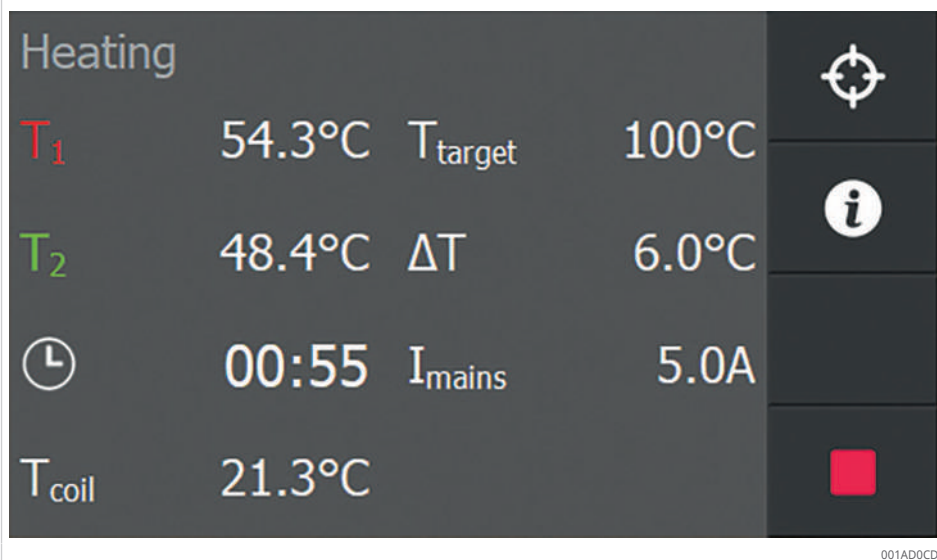 Heating
T1 54.3°C Ttarget 100°C
T2 48.4°C ΔT 6.0°C
00:55 Imains 5.0A
Tcoil 21.3°C
i
001AD0CD